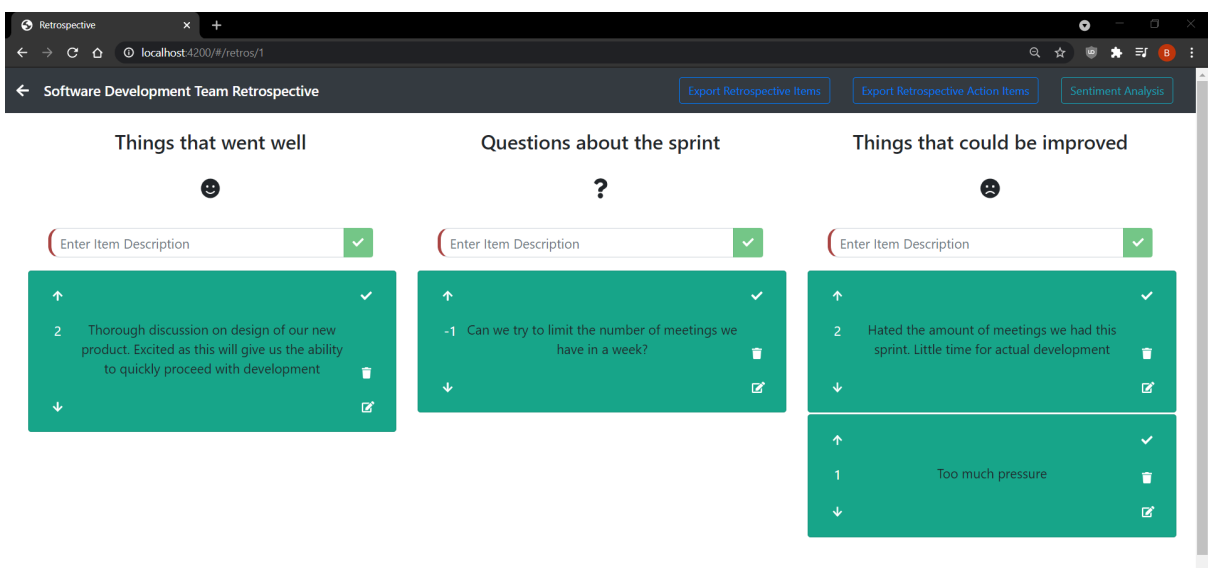 Retrospective
localhost:4200/#/retros/1
B
Software Development Team Retrospective
Export Retrospective Items
Export Retrospective Action Items
Sentiment Analysis
Things that went well
Questions about the sprint
Things that could be improved
?
Enter Item Description
Enter Item Description
Enter Item Description
2
Thorough discussion on design of our new
product. Excited as this will give us the ability
to quickly proceed with development
-1
Can we try to limit the number of meetings we
have in a week?
2
Hated the amount of meetings we had this
sprint. Little time for actual development
1
Too much pressure